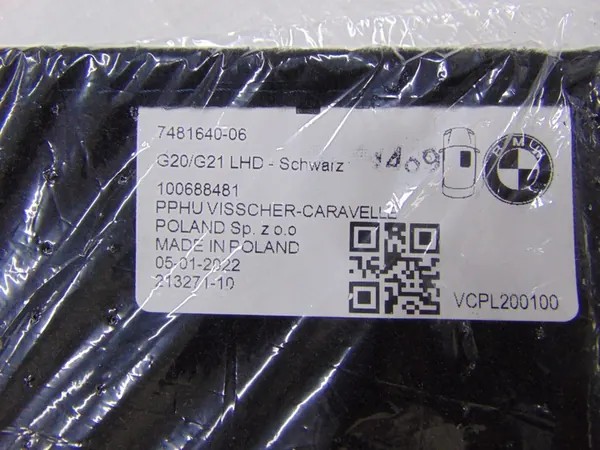 7481640-06
G20/G21 LHD - Schwarz
100688481
PPHU VISSCHER-CARAVELLE
POLAND Sp. z o.o
MADE IN POLAND
05-01-2022
213271-10
VCPL200100
BMW